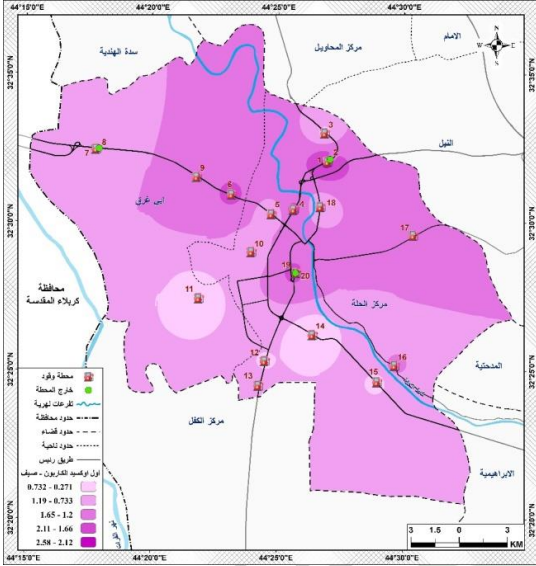 44°15'0"E 44°20'0"E 44°25'0"E 44°30'0"E
32°35'0"N
32°30'0"N
32°25'0"N
32°20'0"N
32°35'0"N
32°30'0"N
32°25'0"N
32°20'0"N
سدة الهندية
مركز المحاويل
الامام
N
W E
S
النيل
3
2
1
8
7
9
6
5
4
18
ابي غرق
17
10
19
20
11
محافظة
كربلاء المقدسة
مركز الحلة
14
12
13
16
15
المدحتية
مركز الكفل
الابراهيمية
محطة وقود
خارج المحطة
تفرعات نهرية
حدود محافظة
حدود قضاء
حدود ناحية
طريق رئيس
اول اوكسيد الكاربون - صيف
0.732 - 0.271
1.19 - 0.733
1.65 - 1.2
2.11 - 1.66
2.58 - 2.12
3 1.5 0 3
KM
44°15'0"E 44°20'0"E 44°25'0"E 44°30'0"E